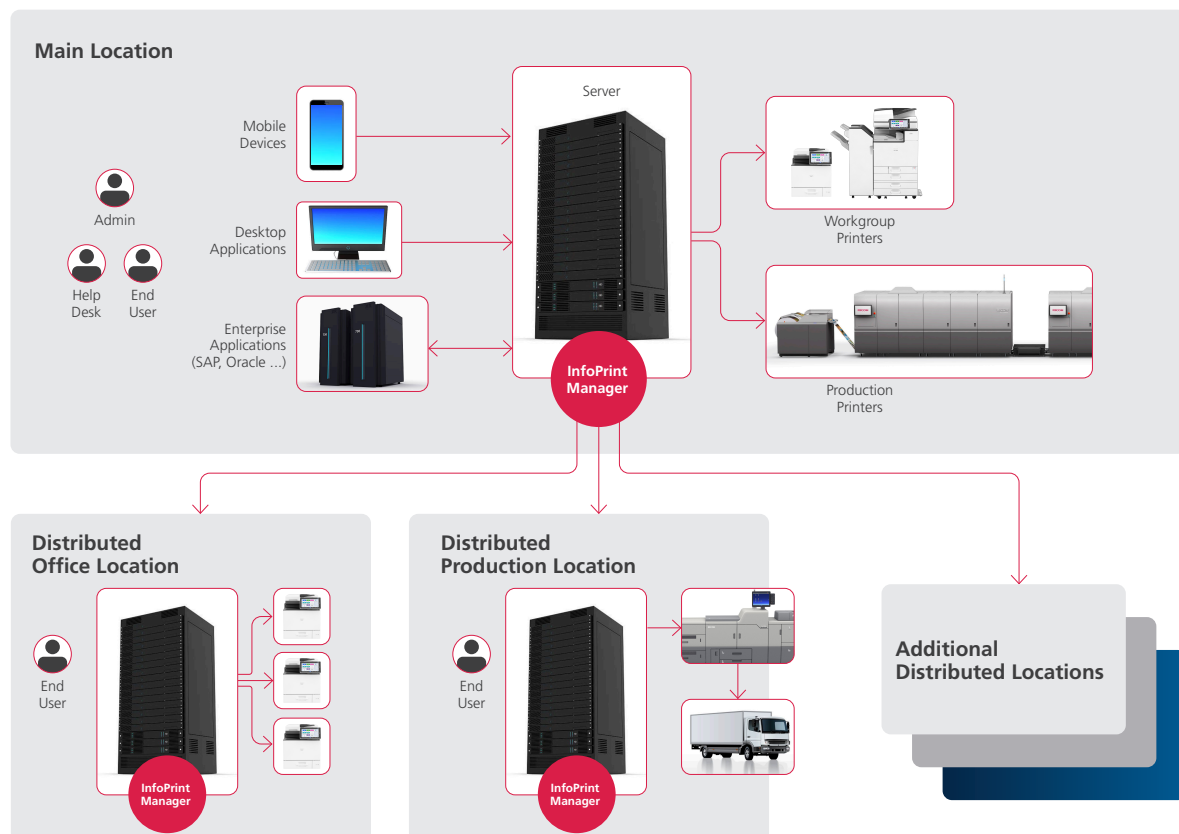 Main Location
Server
Mobile
Devices
Admin
Desktop
Applications
Help
Desk
End
User
Enterprise
Applications
(SAP, Oracle ...)
InfoPrint
Manager
Workgroup
Printers
Production
Printers
Distributed
Office Location
End
User
InfoPrint
Manager
Distributed
Production Location
End
User
InfoPrint
Manager
Additional
Distributed Locations